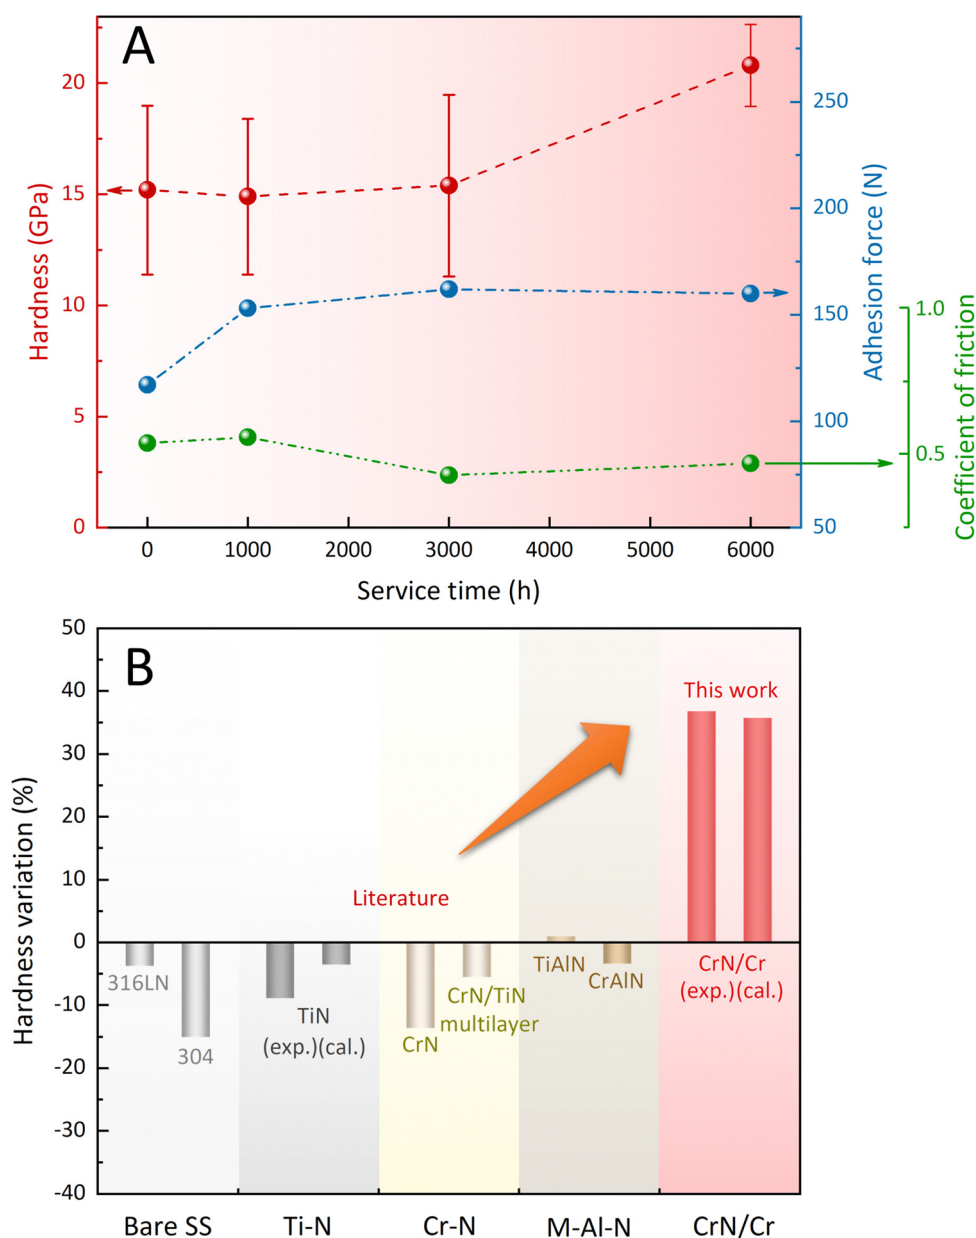 A
20
15
10
5
0
Hardness (GPa)
250
200
150
100
50
Adhesion force (N)
1.0
0.5
Coefficient of friction
0 1000 2000 3000 4000 5000 6000
Service time (h)
B
50
40
30
20
10
0
-10
-20
-30
-40
Hardness variation (%)
This work
Literature
316LN
304
TiN
(exp.)(cal.)
CrN
CrN/TiN
multilayer
TiAlN
CrAlN
CrN/Cr
(exp.)(cal.)
Bare SS Ti-N Cr-N M-Al-N CrN/Cr